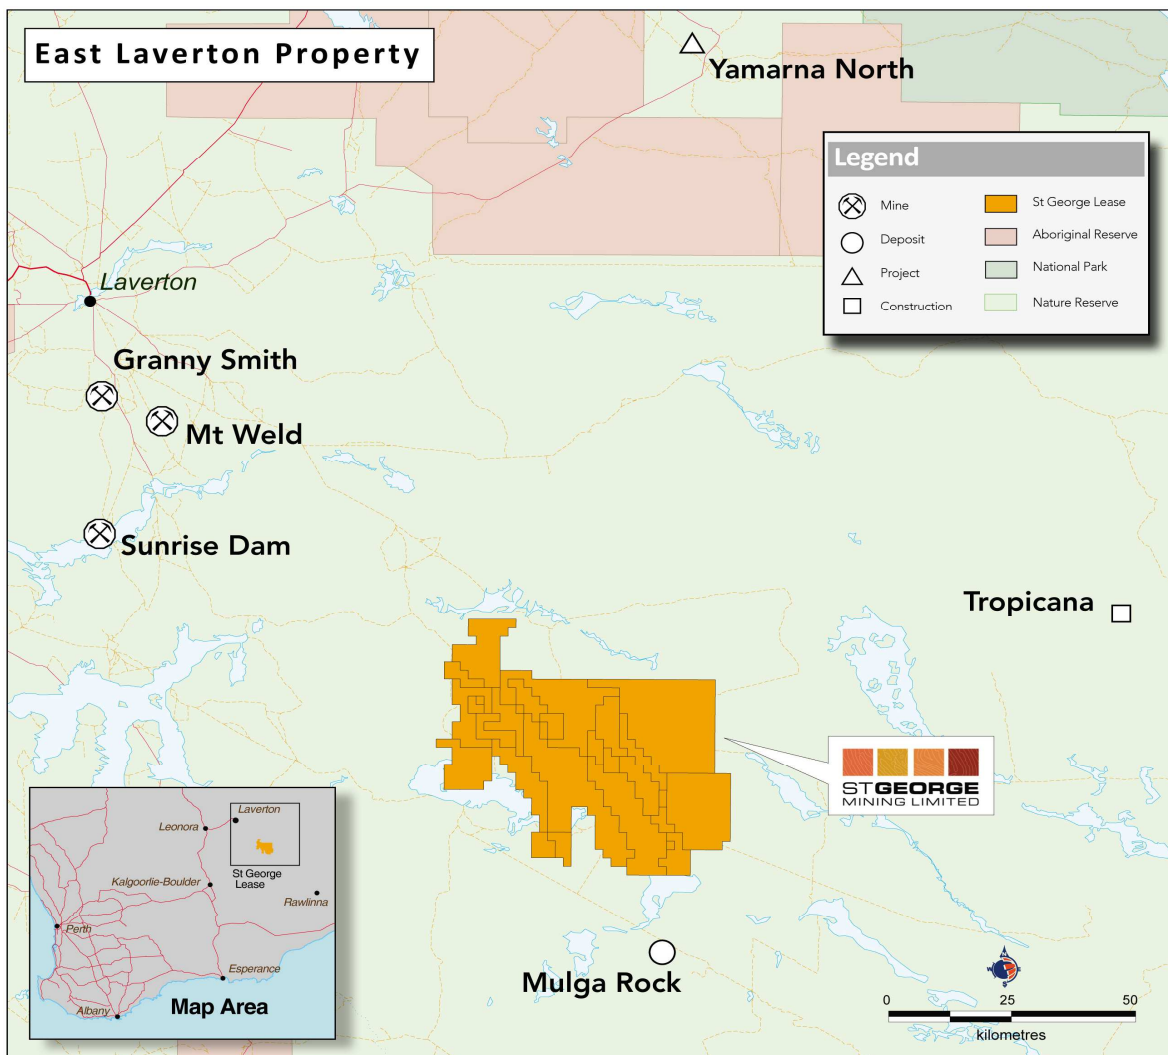 East Laverton Property
Yamarna North
Legend
Mine
St George Lease
Deposit
Aboriginal Reserve
Project
National Park
Construction
Nature Reserve
Laverton
Granny Smith
Mt Weld
Sunrise Dam
Tropicana
STGEORGE
MINING LIMITED
Laverton
Leonora
St George
Lease
Kalgoorlie-Boulder
Rawlinna
Perth
Esperance
Albany
Map Area
Mulga Rock
N
W E
S
0 25 50
kilometres